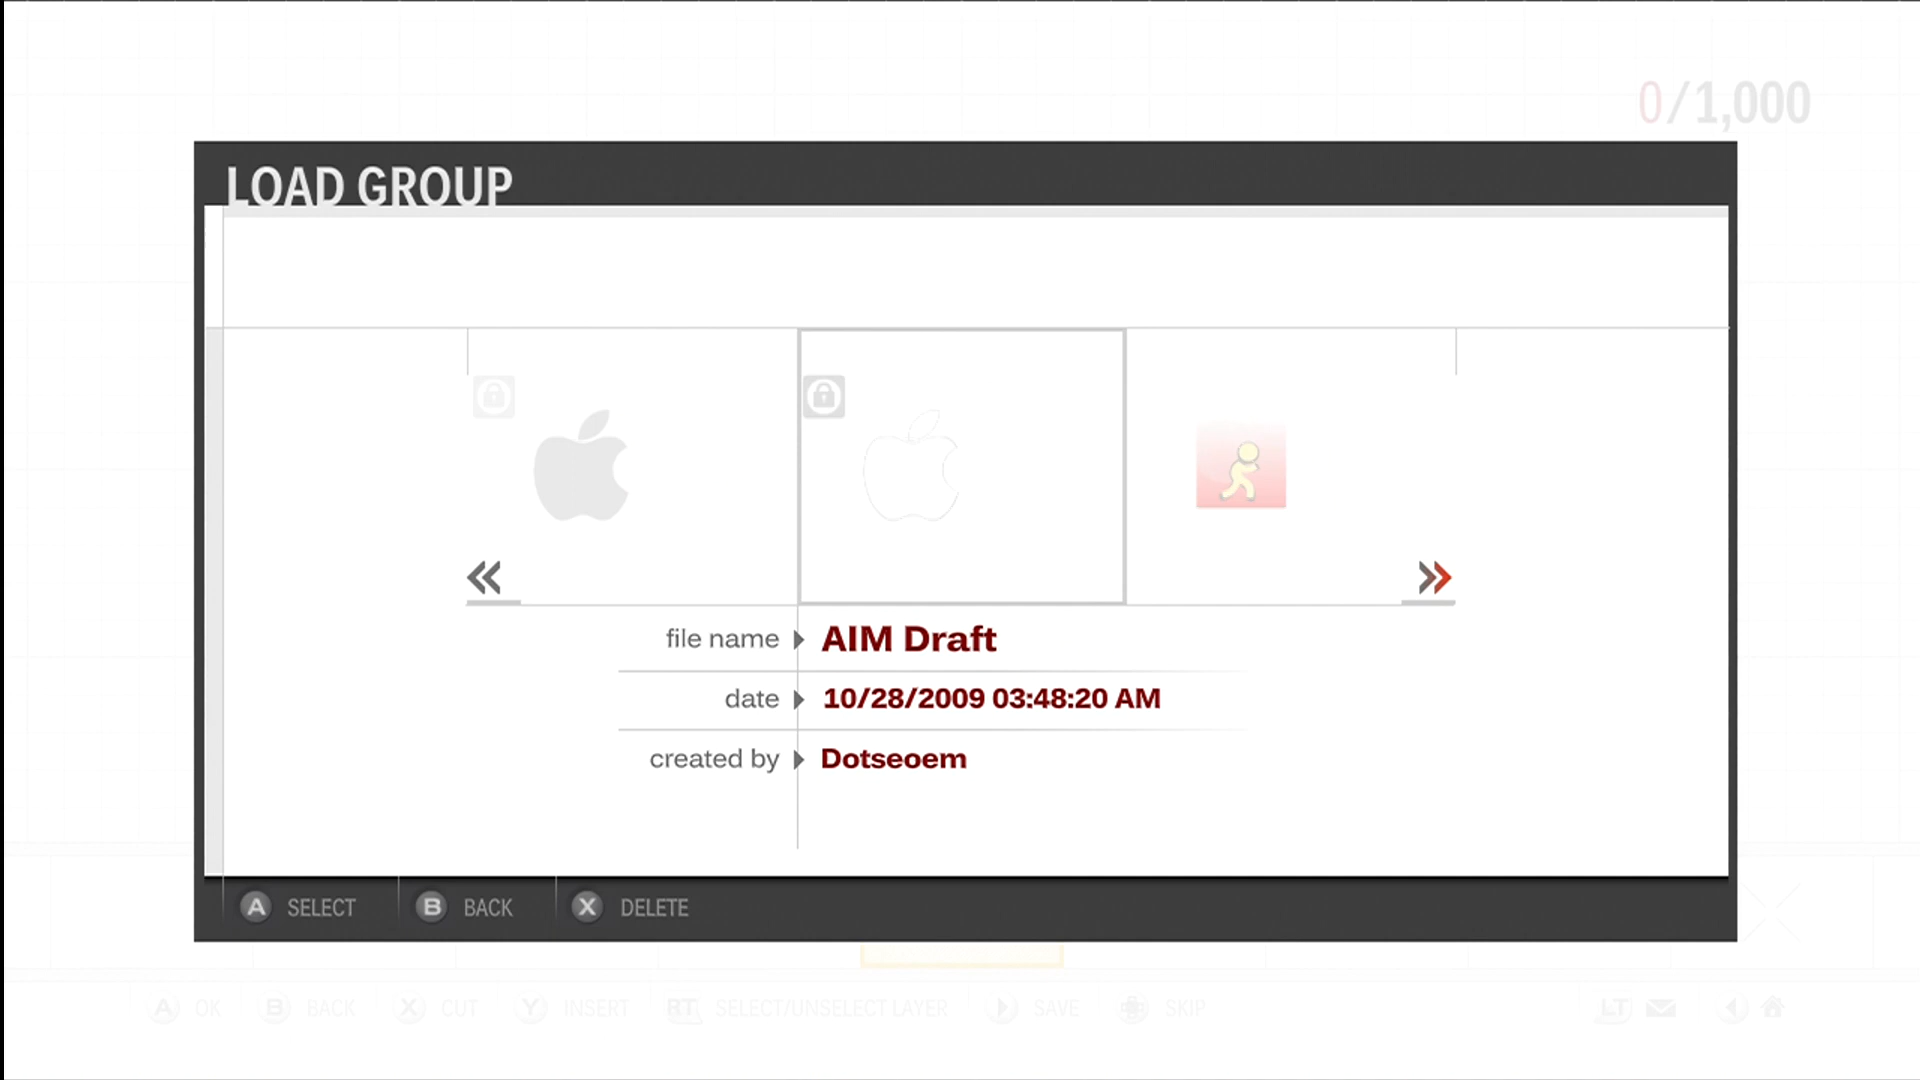 0/1,000
LOAD GROUP
file name AIM Draft
date 10/28/2009 03:48:20 AM
created by Dotseoem
A SELECT B BACK X DELETE
A OK B BACK X CUT Y INSERT RT SELECT/UNSELECT LAYER SAVE SKIP LT